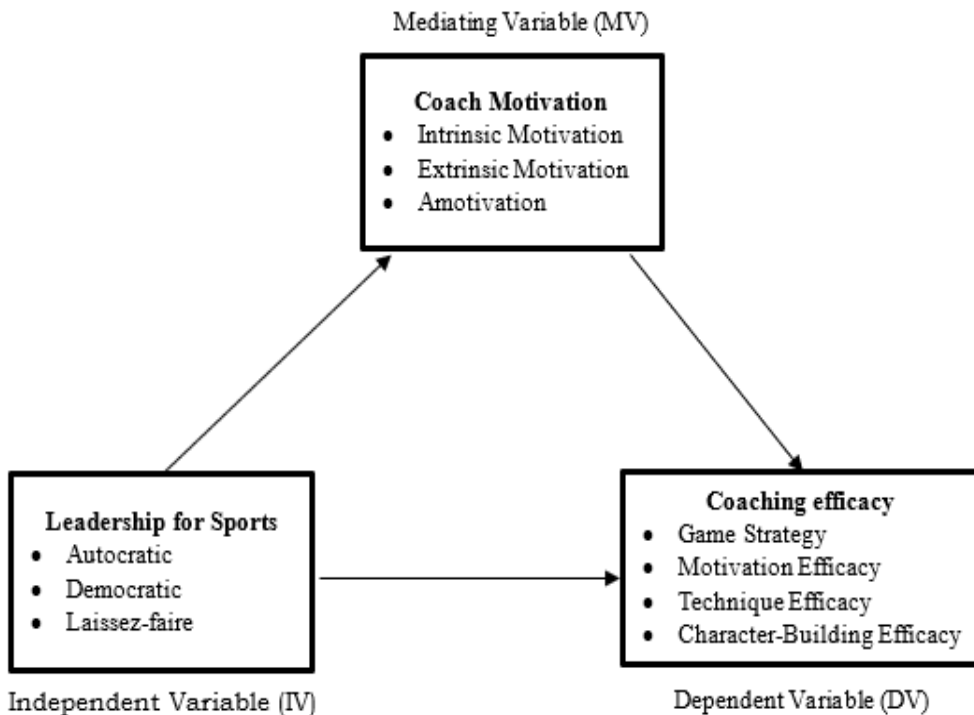 Mediating Variable (MV)
Coach Motivation
• Intrinsic Motivation
• Extrinsic Motivation
• Amotivation
Leadership for Sports
• Autocratic
• Democratic
• Laissez-faire
Independent Variable (IV)
Coaching efficacy
• Game Strategy
• Motivation Efficacy
• Technique Efficacy
• Character-Building Efficacy
Dependent Variable (DV)